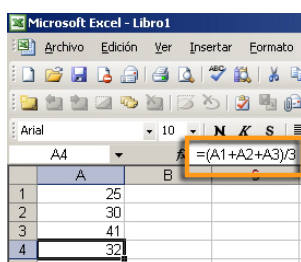 Microsoft Excel - Libro1
Archivo Edición Ver Insertar Formato
Arial 10 N K S
A4 fx =(A1+A2+A3)/3
A B C
1 25
2 30
3 41
4 32